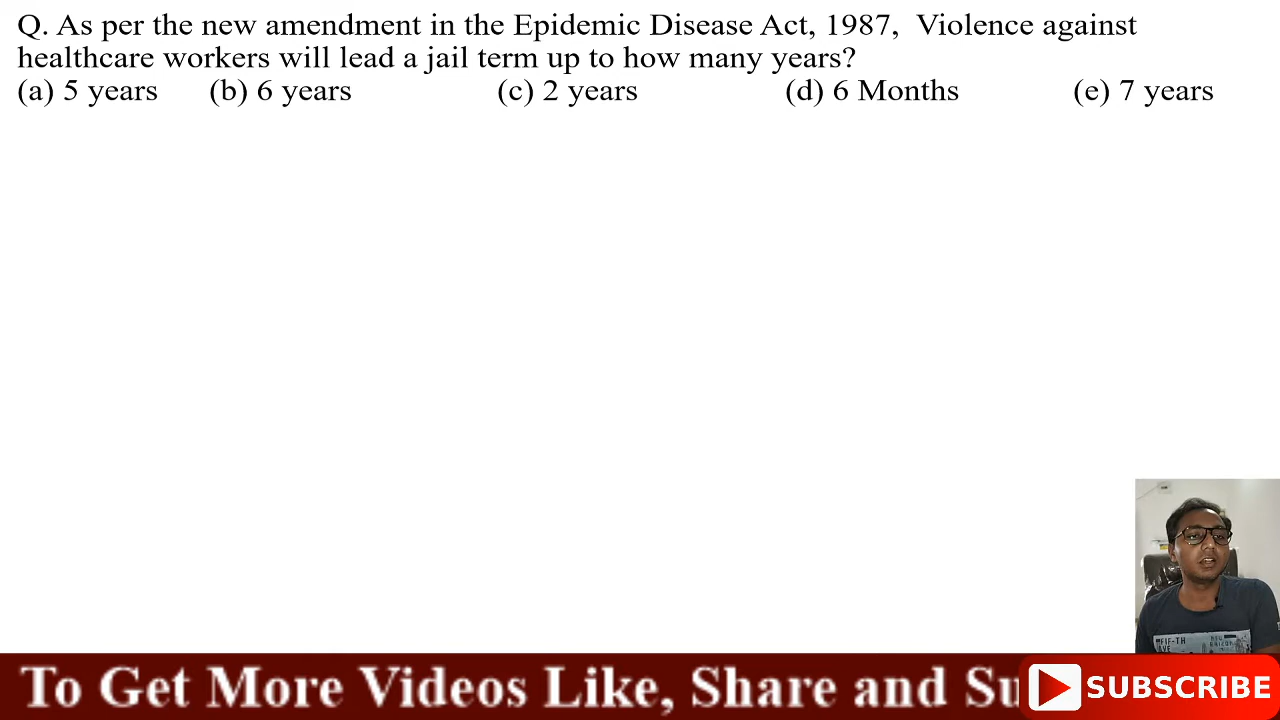 Q. As per the new amendment in the Epidemic Disease Act, 1987, Violence against
healthcare workers will lead a jail term up to how many years?
(a) 5 years (b) 6 years (c) 2 years (d) 6 Months (e) 7 years
To Get More Videos Like, Share and Su
SUBSCRIBE